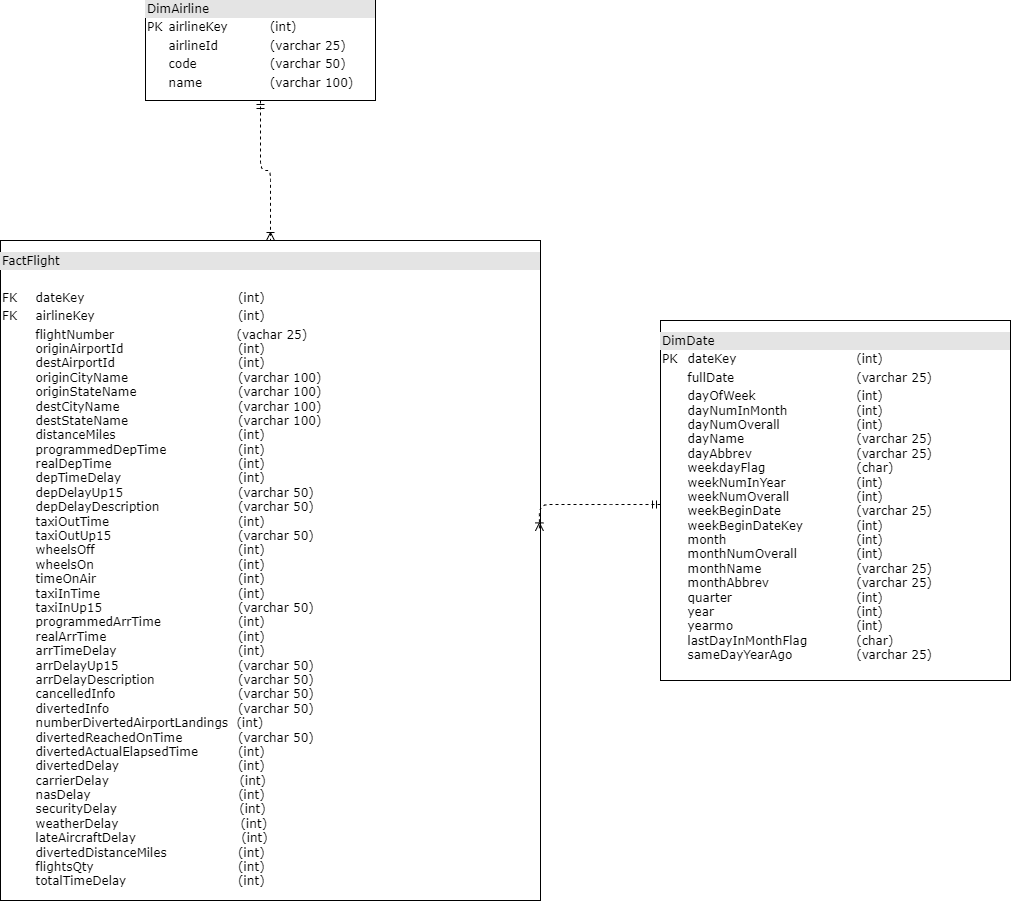 DimAirline
PK airlineKey (int)
airlineId (varchar 25)
code (varchar 50)
name (varchar 100)
FactFlight
FK dateKey (int)
FK airlineKey (int)
flightNumber (vachar 25)
originAirportId (int)
destAirportId (int)
originCityName (varchar 100)
originStateName (varchar 100)
destCityName (varchar 100)
destStateName (varchar 100)
distanceMiles (int)
programmedDepTime (int)
realDepTime (int)
depTimeDelay (int)
depDelayUp15 (varchar 50)
depDelayDescription (varchar 50)
taxiOutTime (int)
taxiOutUp15 (varchar 50)
wheelsOff (int)
wheelsOn (int)
timeOnAir (int)
taxiInTime (int)
taxiInUp15 (varchar 50)
programmedArrTime (int)
realArrTime (int)
arrTimeDelay (int)
arrDelayUp15 (varchar 50)
arrDelayDescription (varchar 50)
cancelledInfo (varchar 50)
divertedInfo (varchar 50)
numberDivertedAirportLandings (int)
divertedReachedOnTime (varchar 50)
divertedActualElapsedTime (int)
divertedDelay (int)
carrierDelay (int)
nasDelay (int)
securityDelay (int)
weatherDelay (int)
lateAircraftDelay (int)
divertedDistanceMiles (int)
flightsQty (int)
totalTimeDelay (int)
DimDate
PK dateKey (int)
fullDate (varchar 25)
dayOfWeek (int)
dayNumInMonth (int)
dayNumOverall (int)
dayName (varchar 25)
dayAbbrev (varchar 25)
weekdayFlag (char)
weekNumInYear (int)
weekNumOverall (int)
weekBeginDate (varchar 25)
weekBeginDateKey (int)
month (int)
monthNumOverall (int)
monthName (varchar 25)
monthAbbrev (varchar 25)
quarter (int)
year (int)
yearmo (int)
lastDayInMonthFlag (char)
sameDayYearAgo (varchar 25)